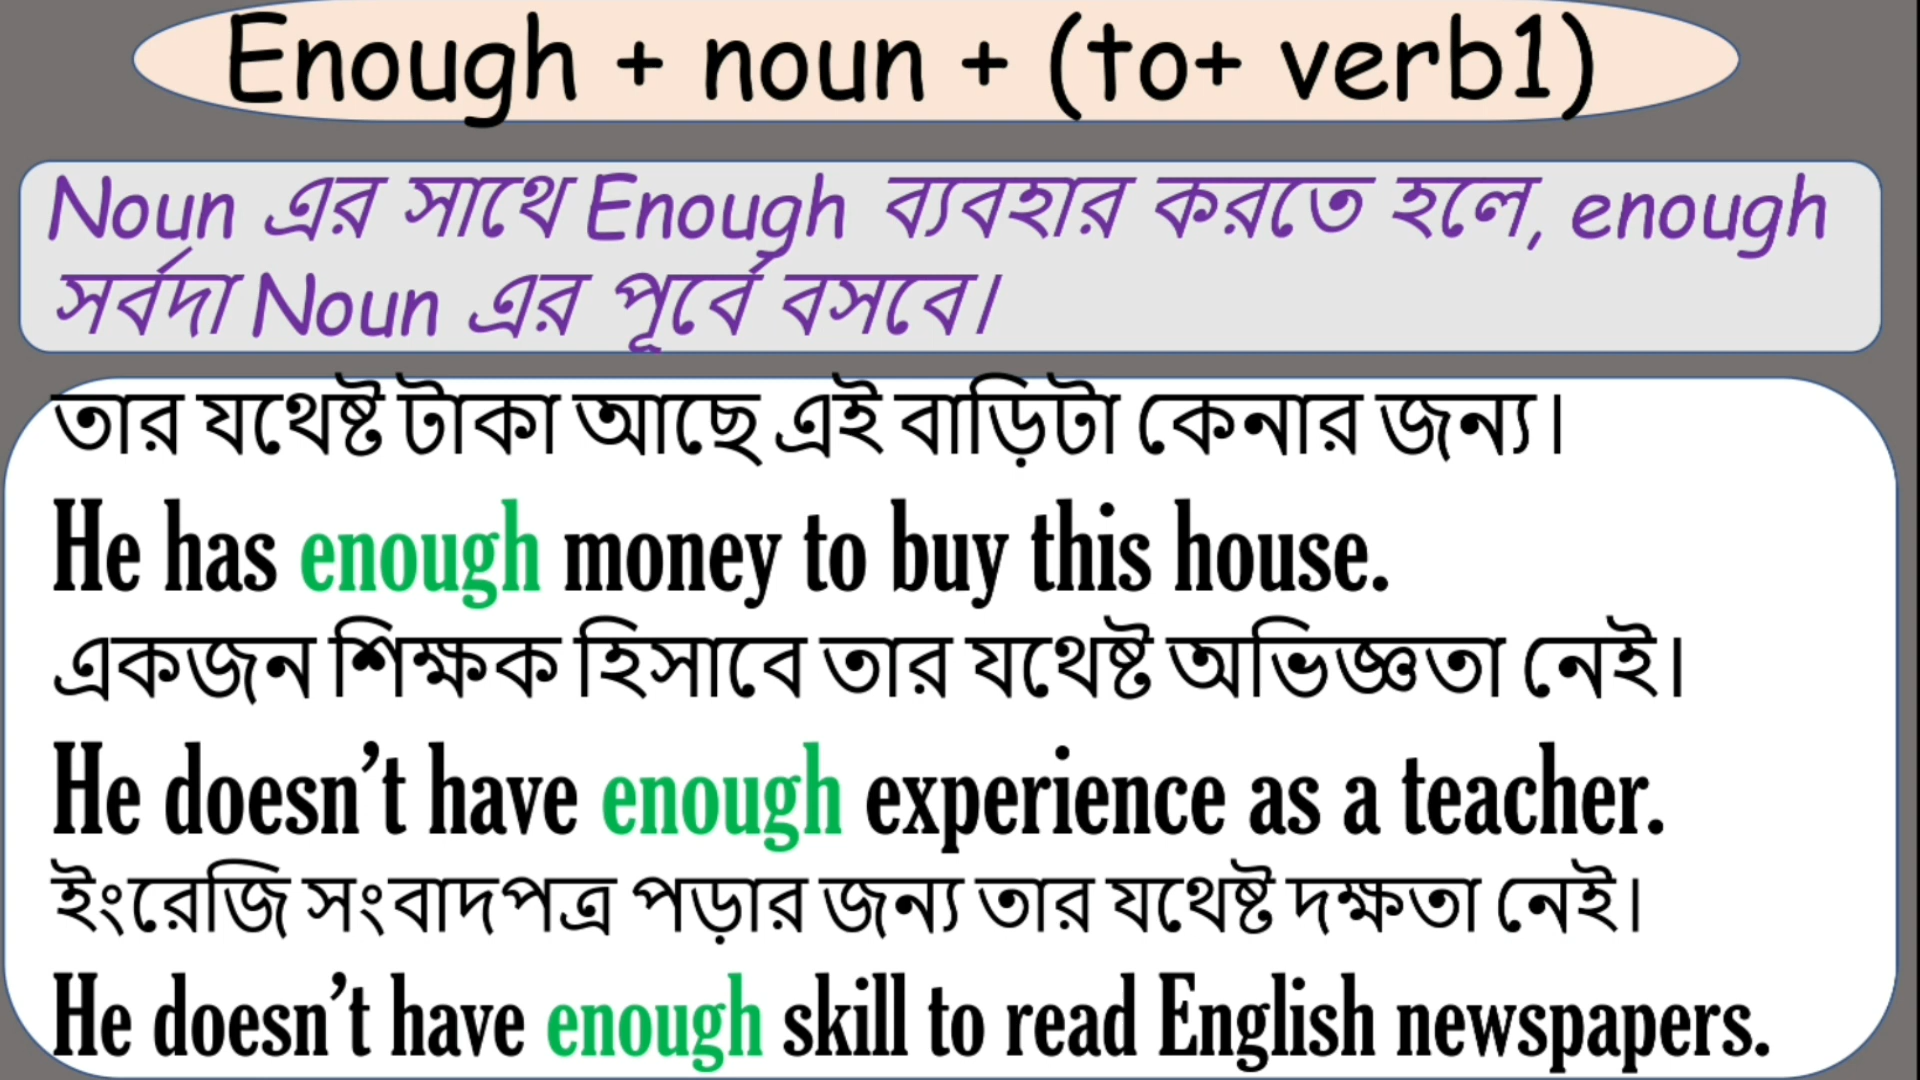 Enough + noun + (to+ verb1)
Noun এর সাথে Enough ব্যবহার করতে হলে, enough
সর্বদা Noun এর পূর্বে বসবে।
তার যথেষ্ট টাকা আছে এই বাড়িটা কেনার জন্য।
He has enough money to buy this house.
একজন শিক্ষক হিসাবে তার যথেষ্ট অভিজ্ঞতা নেই।
He doesn’t have enough experience as a teacher.
ইংরেজি সংবাদপত্র পড়ার জন্য তার যথেষ্ট দক্ষতা নেই।
He doesn’t have enough skill to read English newspapers.